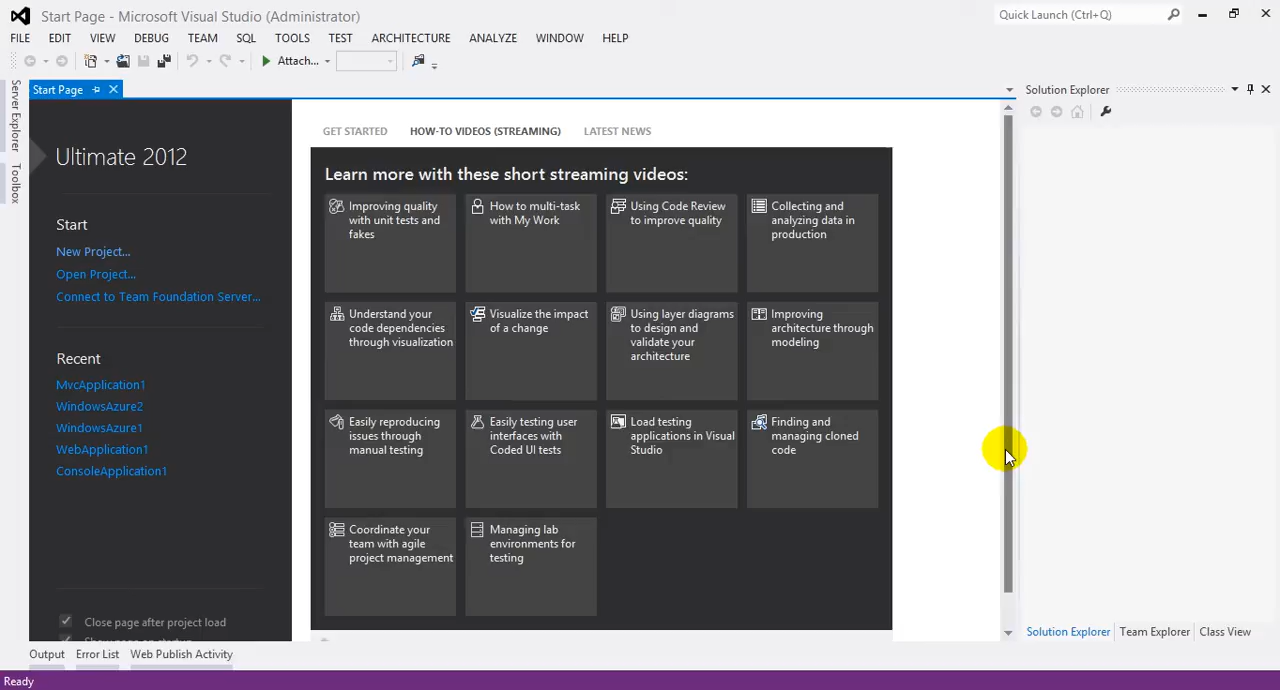 Start Page - Microsoft Visual Studio (Administrator)
Quick Launch (Ctrl+Q)
FILE EDIT VIEW DEBUG TEAM SQL TOOLS TEST ARCHITECTURE ANALYZE WINDOW HELP
Attach...
Server Explorer
Toolbox
Start Page
Solution Explorer
Ultimate 2012
Start
New Project...
Open Project...
Connect to Team Foundation Server...
Recent
MvcApplication1
WindowsAzure2
WindowsAzure1
WebApplication1
ConsoleApplication1
Close page after project load
Show page on startup
GET STARTED HOW-TO VIDEOS (STREAMING) LATEST NEWS
Learn more with these short streaming videos:
Improving quality
with unit tests and
fakes
How to multi-task
with My Work
Using Code Review
to improve quality
Collecting and
analyzing data in
production
Understand your
code dependencies
through visualization
Visualize the impact
of a change
Using layer diagrams
to design and
validate your
architecture
Improving
architecture through
modeling
Easily reproducing
issues through
manual testing
Easily testing user
interfaces with
Coded UI tests
Load testing
applications in Visual
Studio
Finding and
managing cloned
code
Coordinate your
team with agile
project management
Managing lab
environments for
testing
Solution Explorer Team Explorer Class View
Output Error List Web Publish Activity
Ready